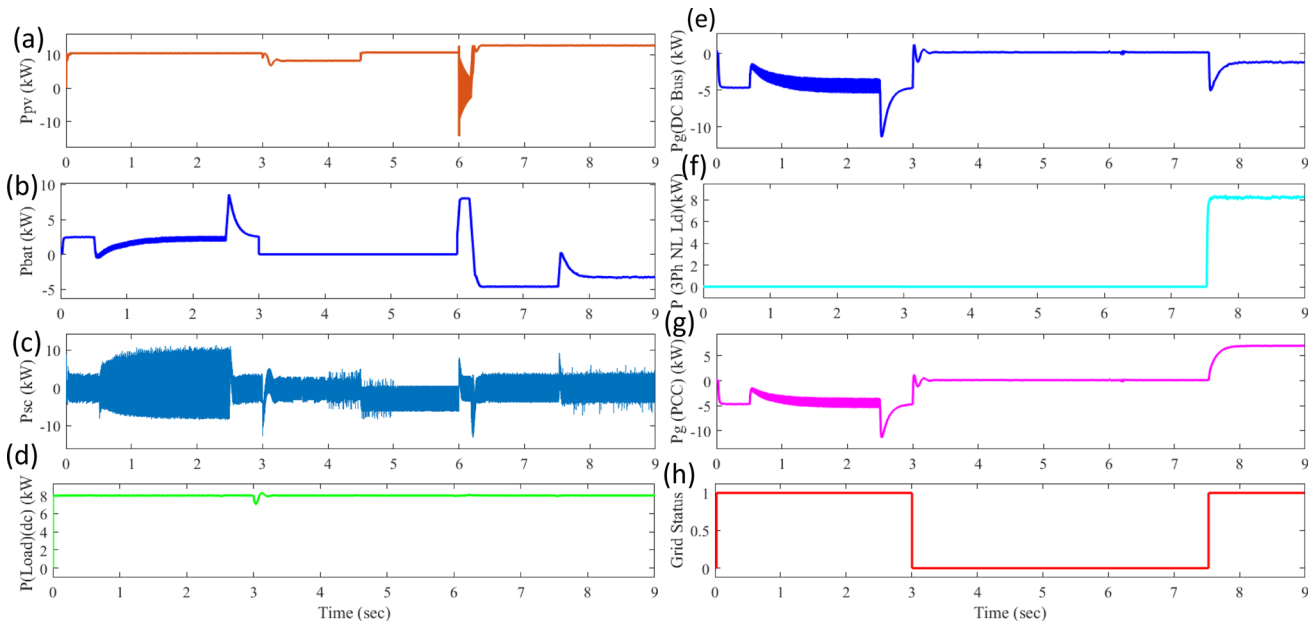 (a)
Ppv (kW)
10
0
-10
0 1 2 3 4 5 6 7 8 9
(b)
Pbat (kW)
10
5
0
-5
0 1 2 3 4 5 6 7 8 9
(c)
Psc (kW)
10
0
-10
0 1 2 3 4 5 6 7 8 9
(d)
P(Load)(dc) (kW
8
6
4
2
0
0 1 2 3 4 5 6 7 8 9
Time (sec)
(e)
Pg(DC Bus) (kW)
0
-5
-10
0 1 2 3 4 5 6 7 8 9
(f)
P (3Ph NL Ld)(kW)
8
6
4
2
0
0 1 2 3 4 5 6 7 8 9
(g)
Pg (PCC) (kW)
5
0
-5
-10
0 1 2 3 4 5 6 7 8 9
(h)
Grid Status
1
0.5
0
0 1 2 3 4 5 6 7 8 9
Time (sec)